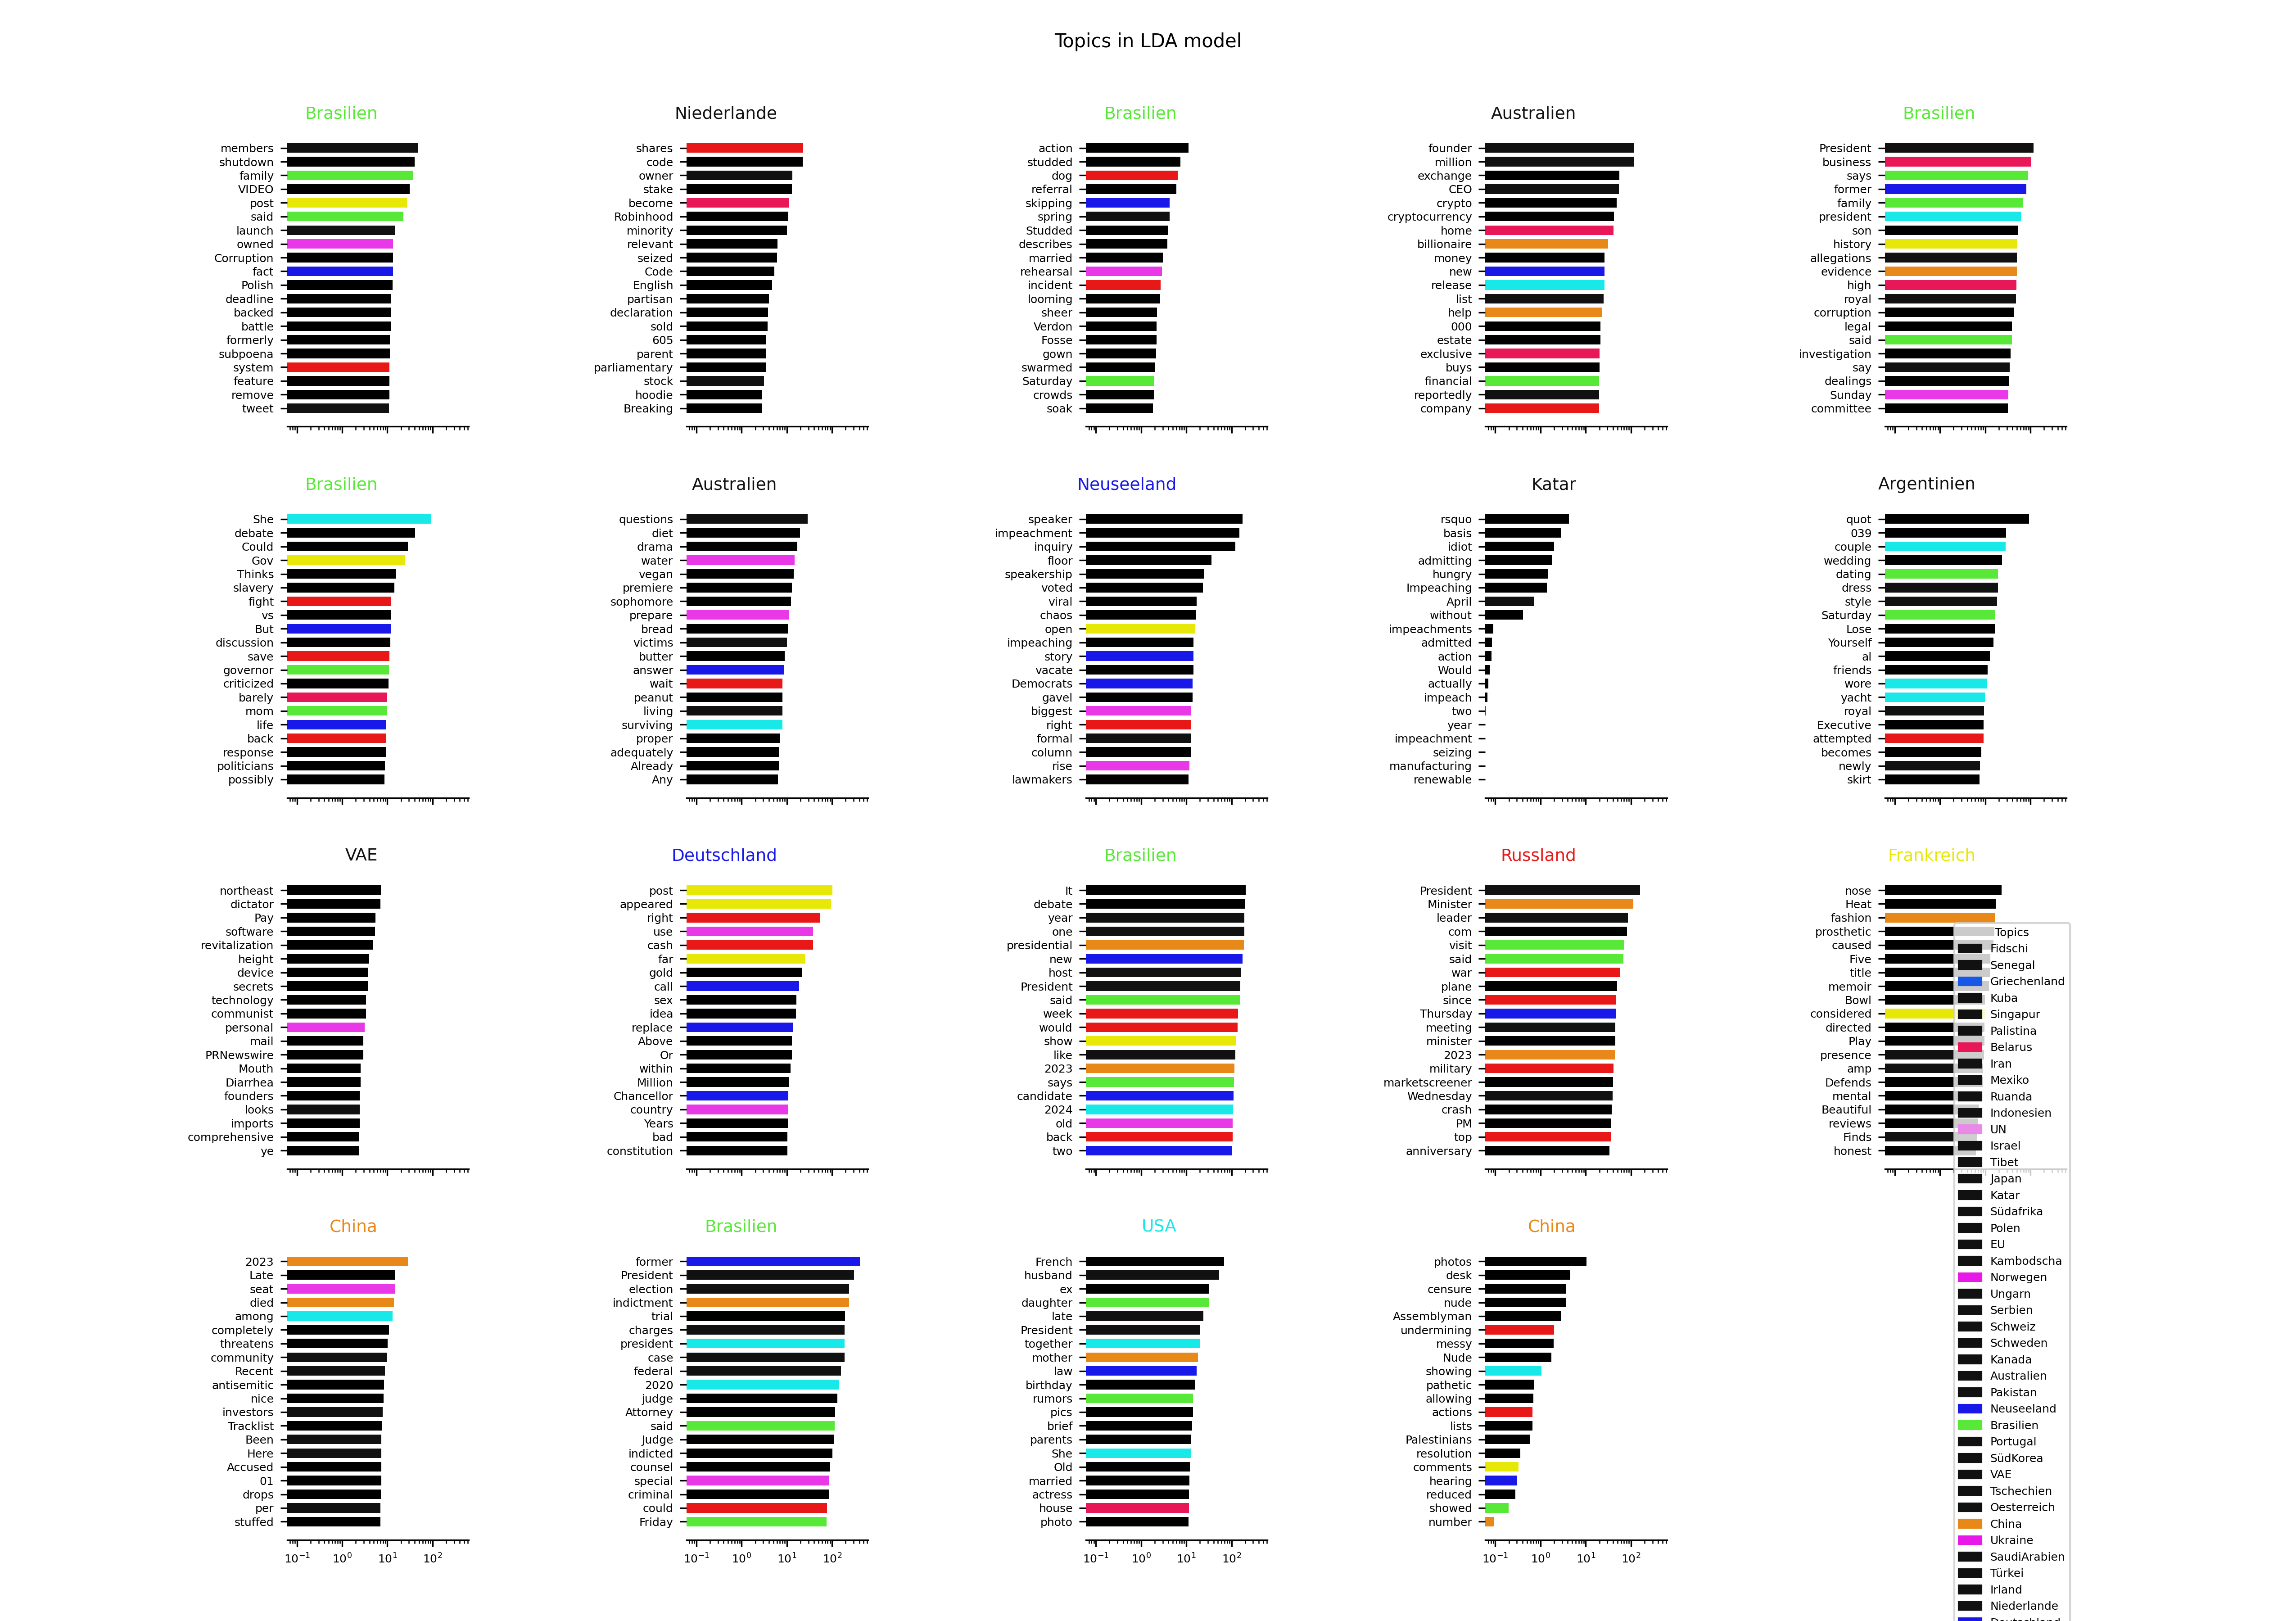 Topics in LDA model
Brasilien
members
shutdown
family
VIDEO
post
said
launch
owned
Corruption
fact
Polish
deadline
backed
battle
formerly
subpoena
system
feature
remove
tweet
Niederlande
shares
code
owner
stake
become
Robinhood
minority
relevant
seized
Code
English
partisan
declaration
sold
605
parent
parliamentary
stock
hoodie
Breaking
Brasilien
action
studded
dog
referral
skipping
spring
Studded
describes
married
rehearsal
incident
looming
sheer
Verdon
Fosse
gown
swarmed
Saturday
crowds
soak
Australien
founder
million
exchange
CEO
crypto
cryptocurrency
home
billionaire
money
new
release
list
help
000
estate
exclusive
buys
financial
reportedly
company
Brasilien
President
business
says
former
family
president
son
history
allegations
evidence
high
royal
corruption
legal
said
investigation
say
dealings
Sunday
committee
Brasilien
She
debate
Could
Gov
Thinks
slavery
fight
vs
But
discussion
save
governor
criticized
barely
mom
life
back
response
politicians
possibly
Australien
questions
diet
drama
water
vegan
premiere
sophomore
prepare
bread
victims
butter
answer
wait
peanut
living
surviving
proper
adequately
Already
Any
Neuseeland
speaker
impeachment
inquiry
floor
speakership
voted
viral
chaos
open
impeaching
story
vacate
Democrats
gavel
biggest
right
formal
column
rise
lawmakers
Katar
rsquo
basis
idiot
admitting
hungry
Impeaching
April
without
impeachments
admitted
action
Would
actually
impeach
two
year
impeachment
seizing
manufacturing
renewable
Argentinien
quot
039
couple
wedding
dating
dress
style
Saturday
Lose
Yourself
al
friends
wore
yacht
royal
Executive
attempted
becomes
newly
skirt
VAE
northeast
dictator
Pay
software
revitalization
height
device
secrets
technology
communist
personal
mail
PRNewswire
Mouth
Diarrhea
founders
looks
imports
comprehensive
ye
Deutschland
post
appeared
right
use
cash
far
gold
call
sex
idea
replace
Above
Or
within
Million
Chancellor
country
Years
bad
constitution
Brasilien
It
debate
year
one
presidential
new
host
President
said
week
would
show
like
2023
says
candidate
2024
old
back
two
Russland
President
Minister
leader
com
visit
said
war
plane
since
Thursday
meeting
minister
2023
military
marketscreener
Wednesday
crash
PM
top
anniversary
Frankreich
nose
Heat
fashion
prosthetic
caused
Five
title
memoir
Bowl
considered
directed
Play
presence
amp
Defends
mental
Beautiful
reviews
Finds
honest
China
2023
Late
seat
died
among
completely
threatens
community
Recent
antisemitic
nice
investors
Tracklist
Been
Here
Accused
01
drops
per
stuffed
10⁻¹ 10⁰ 10¹ 10²
Brasilien
former
President
election
indictment
trial
charges
president
case
federal
2020
judge
Attorney
said
Judge
indicted
counsel
special
criminal
could
Friday
10⁻¹ 10⁰ 10¹ 10²
USA
French
husband
ex
daughter
late
President
together
mother
law
birthday
rumors
pics
brief
parents
She
Old
married
actress
house
photo
10⁻¹ 10⁰ 10¹ 10²
China
photos
desk
censure
nude
Assemblyman
undermining
messy
Nude
showing
pathetic
allowing
actions
lists
Palestinians
resolution
comments
hearing
reduced
showed
number
10⁻¹ 10⁰ 10¹ 10²
Topics
Fidschi
Senegal
Griechenland
Kuba
Singapur
Palistina
Belarus
Iran
Mexiko
Ruanda
Indonesien
UN
Israel
Tibet
Japan
Katar
Südafrika
Polen
EU
Kambodscha
Norwegen
Ungarn
Serbien
Schweiz
Schweden
Kanada
Australien
Pakistan
Neuseeland
Brasilien
Portugal
SüdKorea
VAE
Tschechien
Oesterreich
China
Ukraine
SaudiArabien
Türkei
Irland
Niederlande